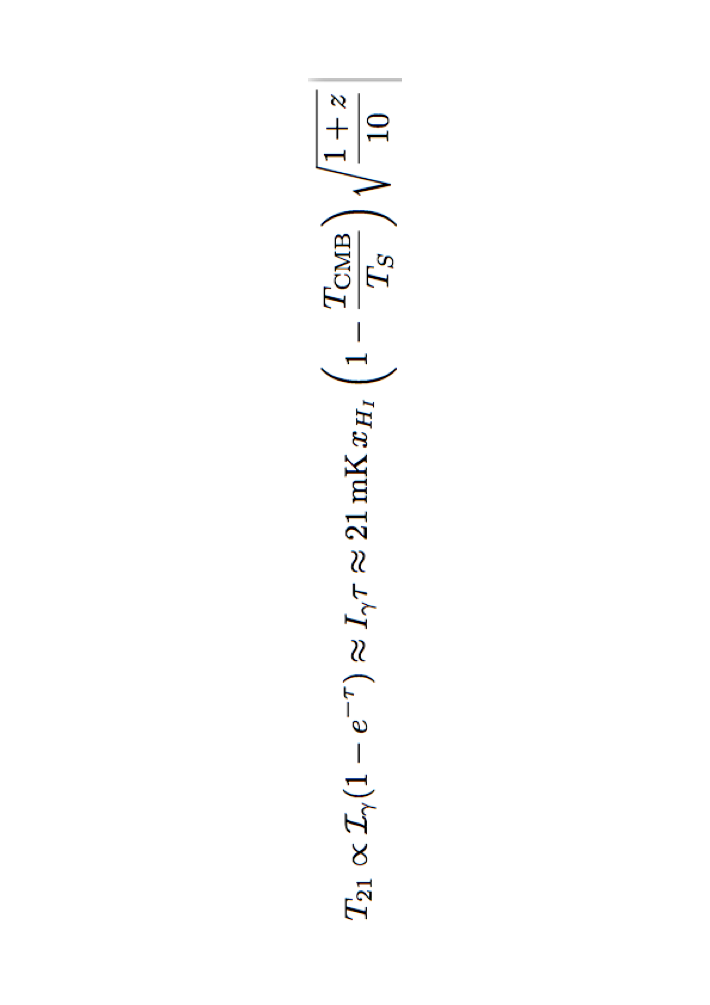 $T_{21} \propto \mathcal{I}_{\gamma}(1 - e^{-\tau}) \approx I_{\gamma}\tau \approx 21\,\mathrm{mK}\,x_{H_I}\left(1 - \frac{T_{\mathrm{CMB}}}{T_S}\right)\sqrt{\frac{1+z}{10}}$